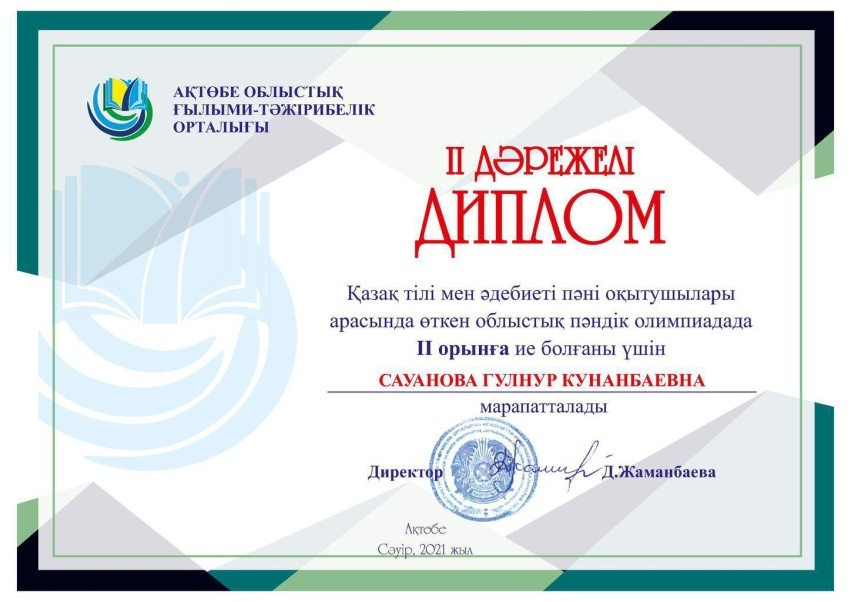 АҚТӨБЕ ОБЛЫСТЫҚ
ҒЫЛЫМИ-ТӘЖІРИБЕЛІК
ОРТАЛЫҒЫ
II ДӘРЕЖЕЛІ
ДИПЛОМ
Қазақ тілі мен әдебиеті пәні оқытушылары
арасында өткен облыстық пәндік олимпиадада
II орынға ие болғаны үшін
САУАНОВА ГУЛНУР КУНАНБАЕВНА
марапатталады
Директор Д.Жаманбаева
Ақтөбе
Сәуір, 2021 жыл